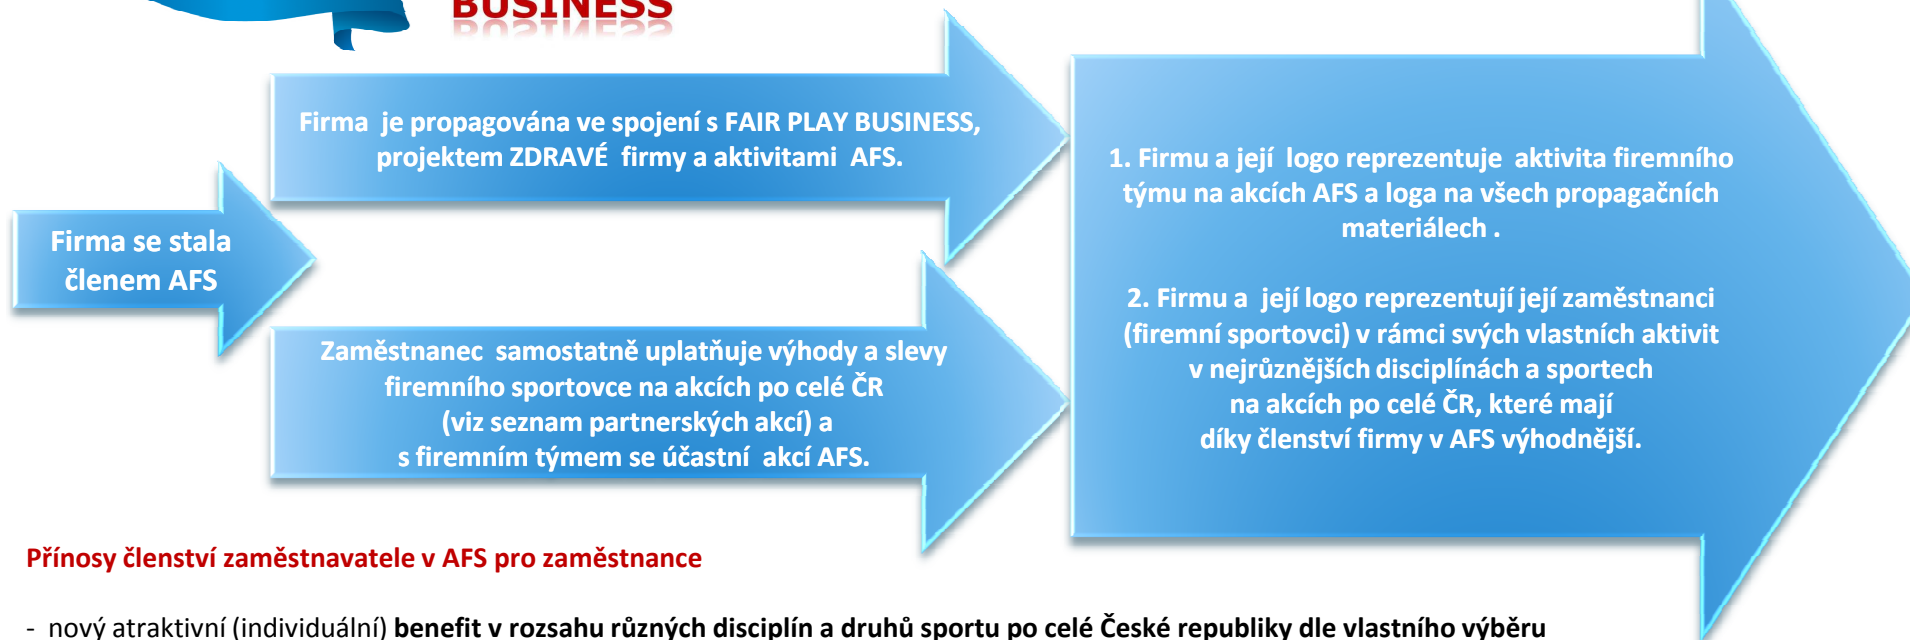 BUSINESS
Firma je propagována ve spojení s FAIR PLAY BUSINESS,
projektem ZDRAVÉ firmy a aktivitami AFS.
Firma se stala
členem AFS
Zaměstnanec samostatně uplatňuje výhody a slevy
firemního sportovce na akcích po celé ČR
(viz seznam partnerských akcí) a
s firemním týmem se účastní akcí AFS.
1. Firmu a její logo reprezentuje aktivita firemního
týmu na akcích AFS a loga na všech propagačních
materiálech .
2. Firmu a její logo reprezentují její zaměstnanci
(firemní sportovci) v rámci svých vlastních aktivit
v nejrůznějších disciplínách a sportech
na akcích po celé ČR, které mají
díky členství firmy v AFS výhodnější.
Přínosy členství zaměstnavatele v AFS pro zaměstnance
- nový atraktivní (individuální) benefit v rozsahu různých disciplín a druhů sportu po celé České republiky dle vlastního výběru